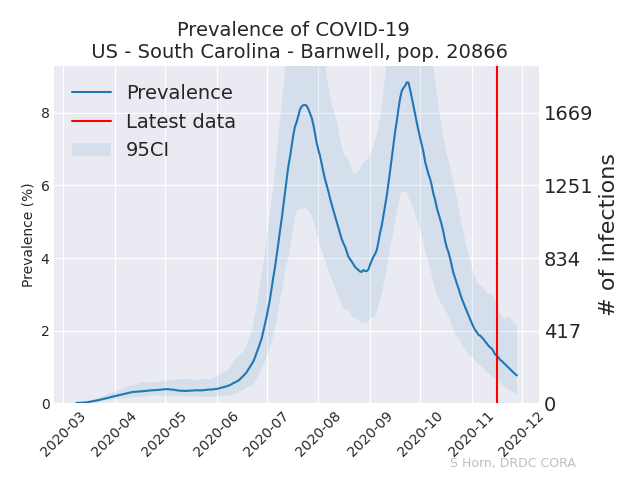 Prevalence of COVID-19
US - South Carolina - Barnwell, pop. 20866
Prevalence
Latest data
95CI
Prevalence (%)
8
6
4
2
0
1669
1251
834
417
0
# of infections
2020-03
2020-04
2020-05
2020-06
2020-07
2020-08
2020-09
2020-10
2020-11
2020-12
S Horn, DRDC CORA